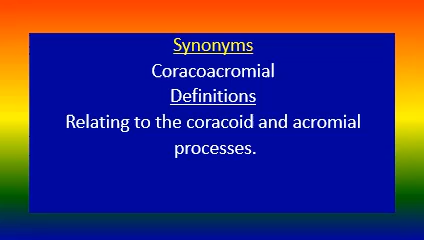 Synonyms
Coracoacromial
Definitions
Relating to the coracoid and acromial
processes.